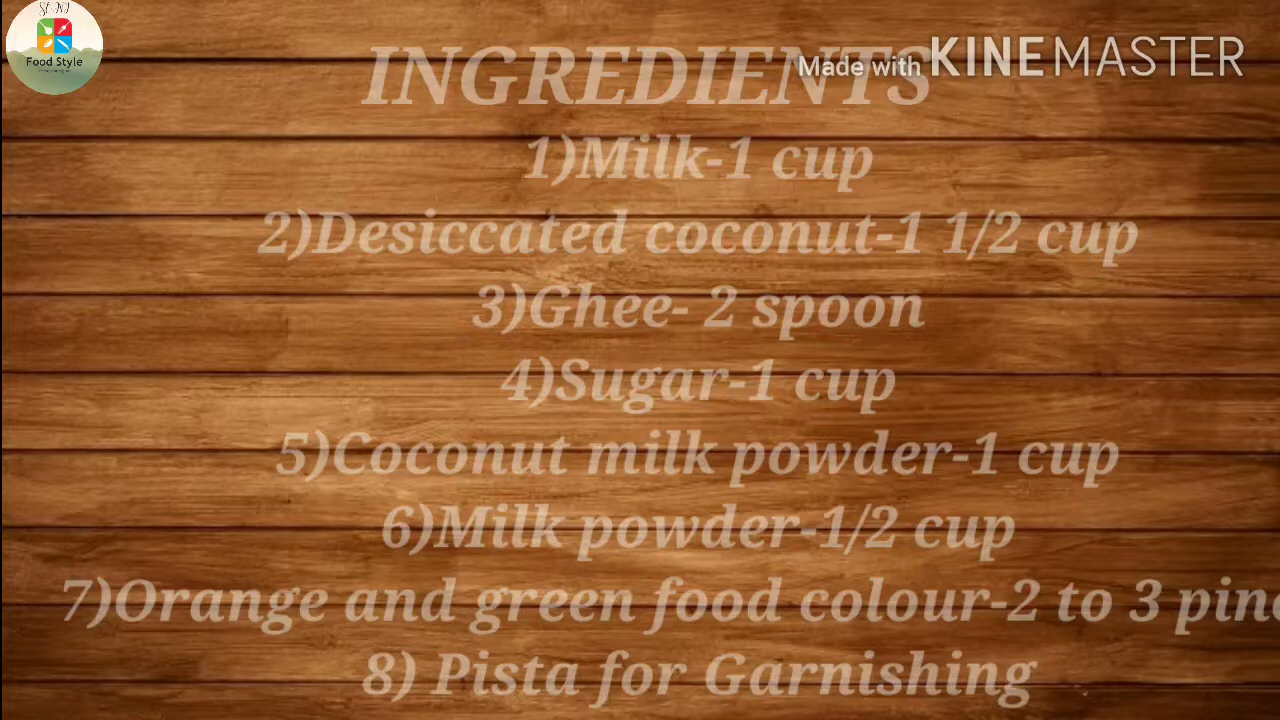 Food Style
INGREDIENTS
Made with KINEMASTER
1)Milk-1 cup
2)Desiccated coconut-1 1/2 cup
3)Ghee- 2 spoon
4)Sugar-1 cup
5)Coconut milk powder-1 cup
6)Milk powder-1/2 cup
7)Orange and green food colour-2 to 3 pinc
8) Pista for Garnishing